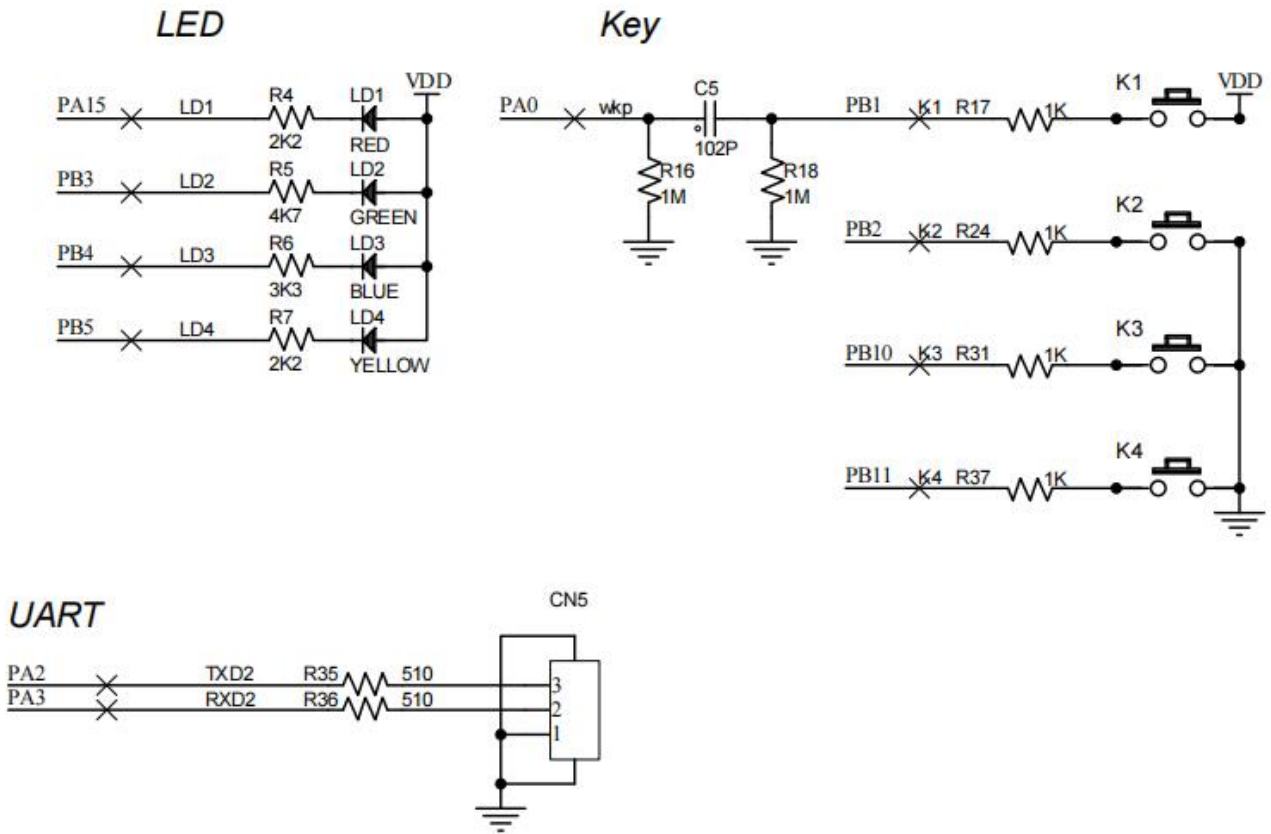 LED
VDD
PA15 LD1 R4 2K2 LD1 RED
PB3 LD2 R5 4K7 LD2 GREEN
PB4 LD3 R6 3K3 LD3 BLUE
PB5 LD4 R7 2K2 LD4 YELLOW
Key
PA0 wkp C5 102P
R16 1M
R18 1M
PB1 K1 R17 1K K1 VDD
PB2 K2 R24 1K K2
PB10 K3 R31 1K K3
PB11 K4 R37 1K K4
UART
CN5
PA2 TXD2 R35 510 3
PA3 RXD2 R36 510 2
1